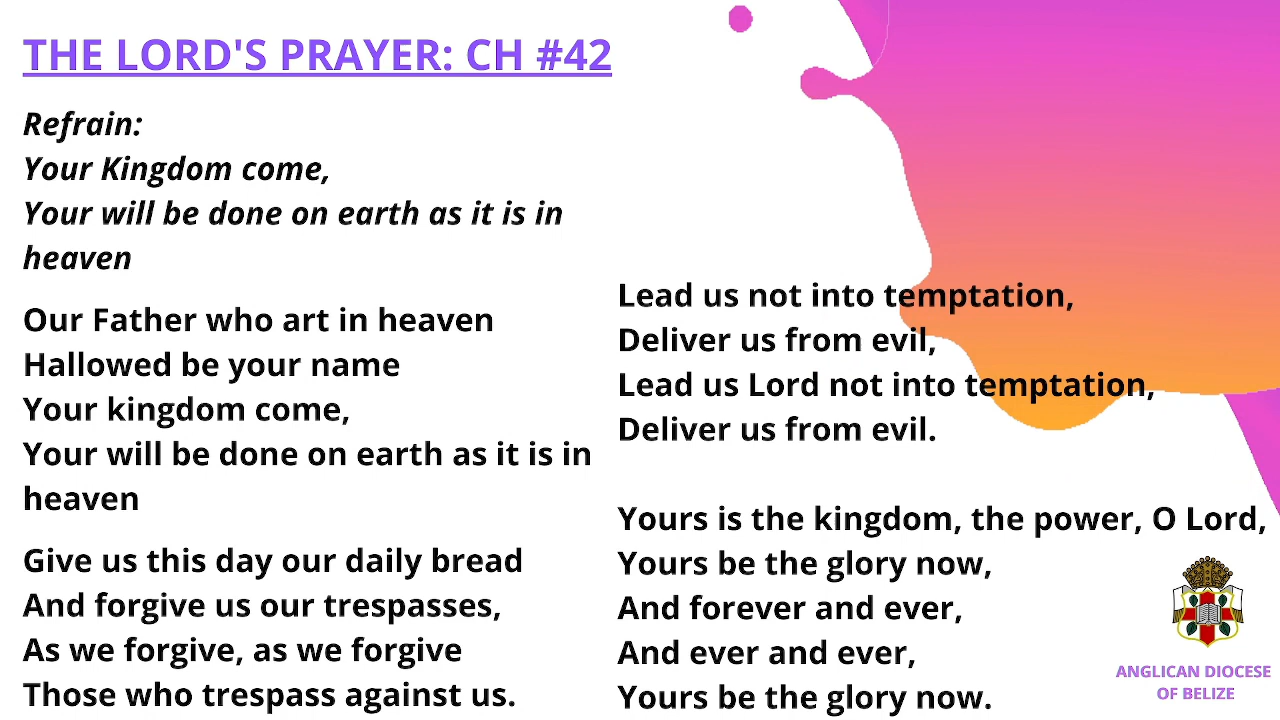 THE LORD'S PRAYER: CH #42
Refrain:
Your Kingdom come,
Your will be done on earth as it is in
heaven
Our Father who art in heaven
Hallowed be your name
Your kingdom come,
Your will be done on earth as it is in
heaven
Give us this day our daily bread
And forgive us our trespasses,
As we forgive, as we forgive
Those who trespass against us.
Lead us not into temptation,
Deliver us from evil,
Lead us Lord not into temptation,
Deliver us from evil.
Yours is the kingdom, the power, O Lord,
Yours be the glory now,
And forever and ever,
And ever and ever,
Yours be the glory now.
ANGLICAN DIOCESE
OF BELIZE